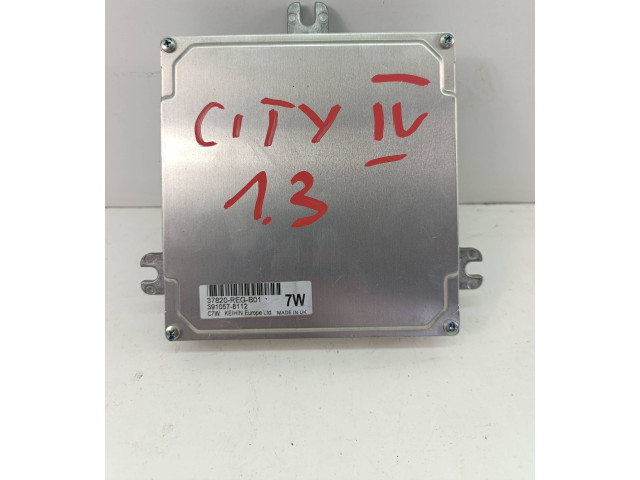 CITY IV
1.3
37820-REG-B01
391057-8112
7W
C7W KEIHIN Europe Ltd. MADE IN UK